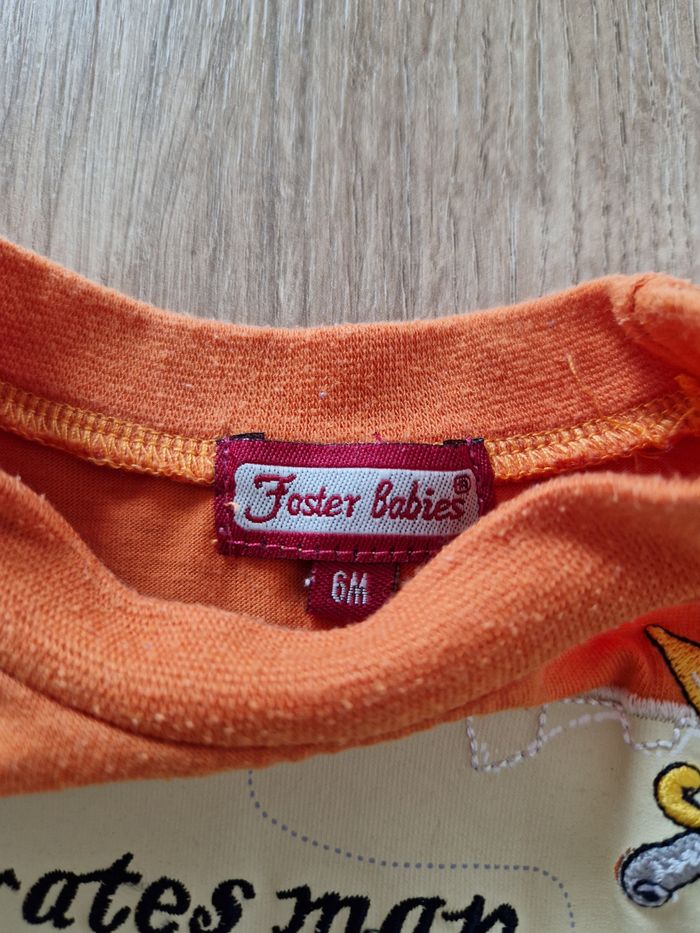 Foster Babies®
6M
rates map